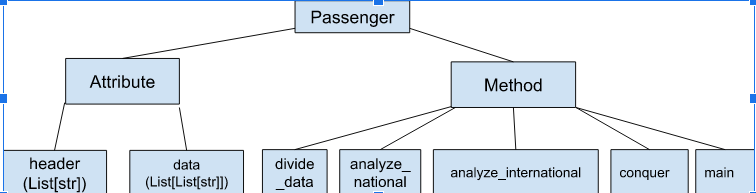 Passenger
Attribute
Method
header
(List[str])
data
(List[List[str]])
divide
_data
analyze_
national
analyze_international
conquer
main